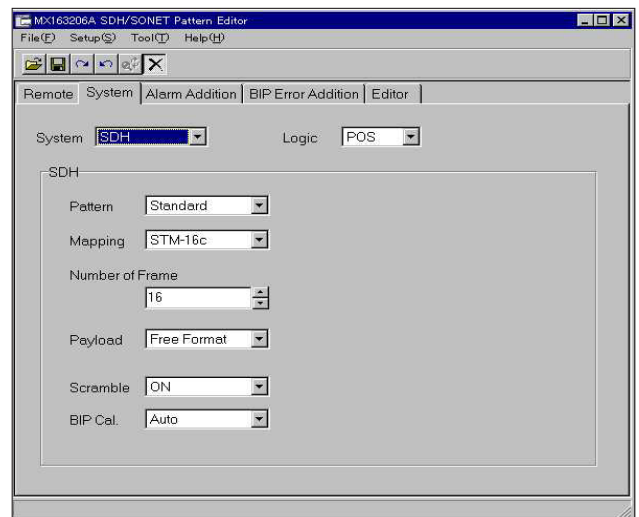 MX163206A SDH/SONET Pattern Editor
File(F) Setup(S) Tool(T) Help(H)
Remote System Alarm Addition BIP Error Addition Editor
System SDH Logic POS
SDH
Pattern Standard
Mapping STM-16c
Number of Frame
16
Payload Free Format
Scramble ON
BIP Cal. Auto